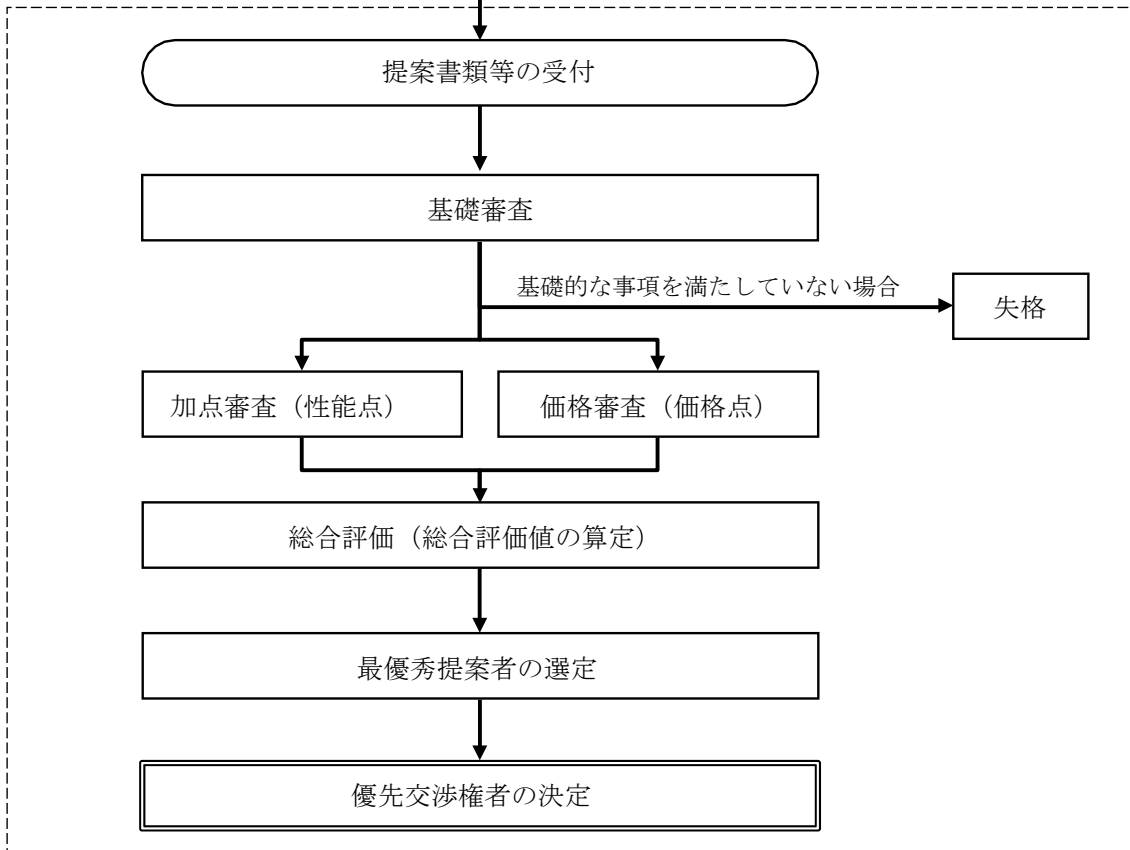 提案書類等の受付
基礎審査
基礎的な事項を満たしていない場合
失格
加点審査（性能点）
価格審査（価格点）
総合評価（総合評価値の算定）
最優秀提案者の選定
優先交渉権者の決定